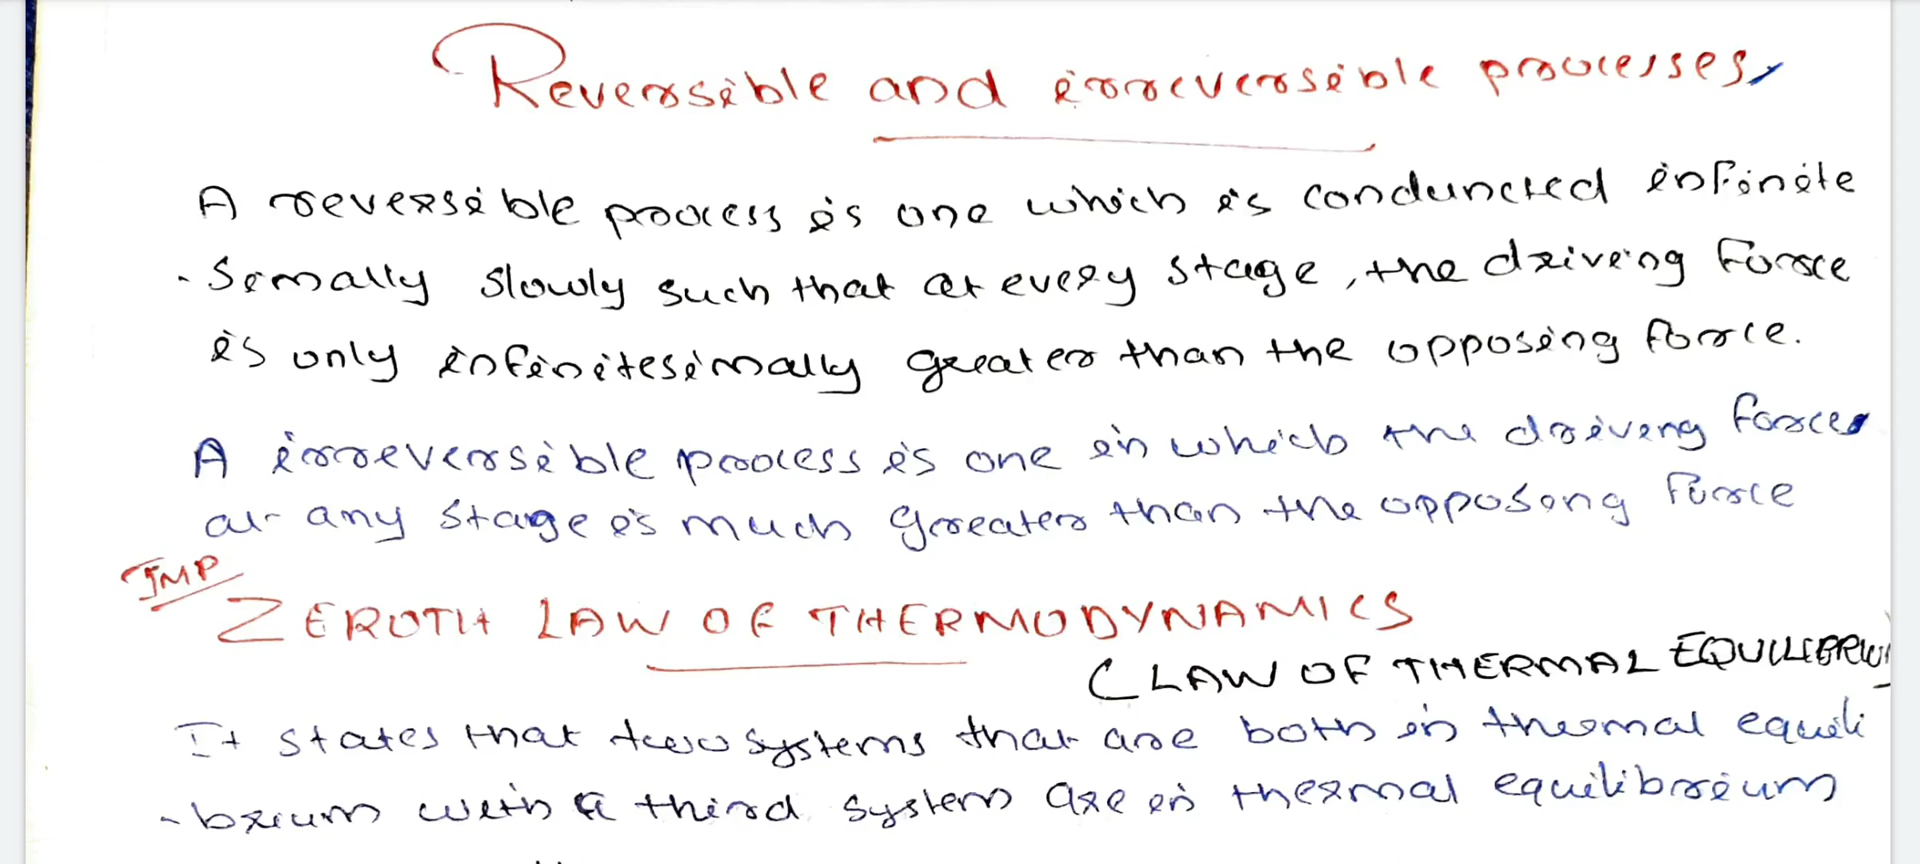 Reversible and irreversible processes
A reversible process is one which is conduncted infinite
-Semally slowly such that at every stage, the driving force
is only infinitesimally greater than the opposing force.
A irreversible process is one in which the driving forces
at any stage is much greater than the opposong force
IMP
ZEROTH LAW OF THERMODYNAMICS
(LAW OF THERMAL EQUILIBRIU
It states that two systems that are both in thermal equili
-brium with a third system are in thermal equilibrium